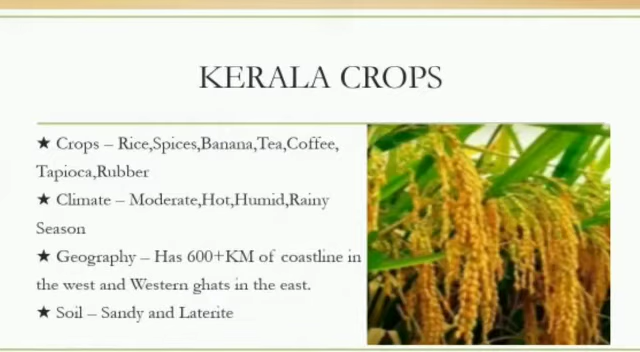 KERALA CROPS
★ Crops – Rice,Spices,Banana,Tea,Coffee,
Tapioca,Rubber
★ Climate – Moderate,Hot,Humid,Rainy
Season
★ Geography – Has 600+KM of coastline in
the west and Western ghats in the east.
★ Soil – Sandy and Laterite